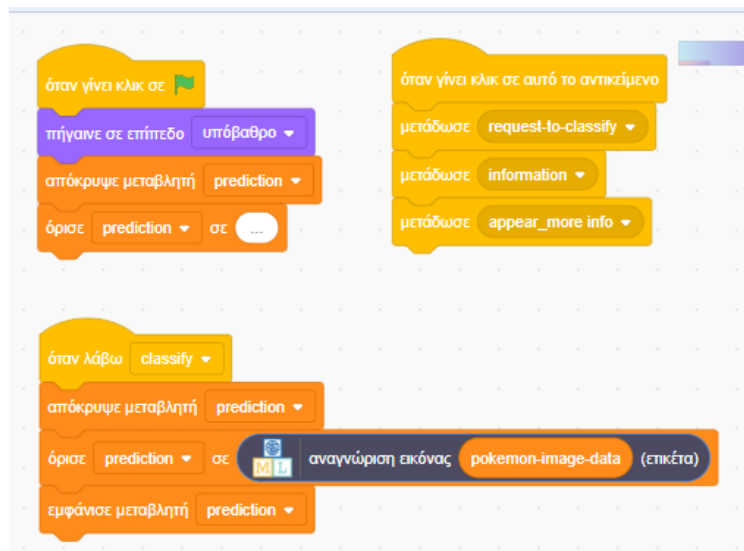 όταν γίνει κλικ σε
πήγαινε σε επίπεδο υπόβαθρο
απόκρυψε μεταβλητή prediction
όρισε prediction σε ...
όταν γίνει κλικ σε αυτό το αντικείμενο
μετάδωσε request-to-classify
μετάδωσε information
μετάδωσε appear_more info
όταν λάβω classify
απόκρυψε μεταβλητή prediction
όρισε prediction σε ML αναγνώριση εικόνας pokemon-image-data (ετικέτα)
εμφάνισε μεταβλητή prediction